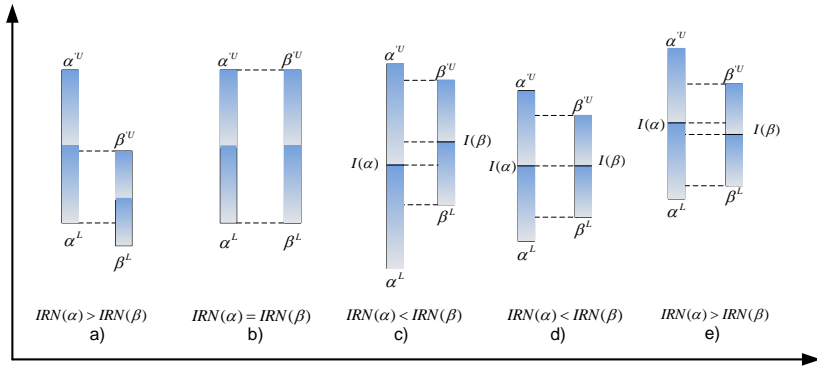 α'U
β'U
α^L
β^L
IRN(α) > IRN(β)
a)
α'U
β'U
α^L
β^L
IRN(α) = IRN(β)
b)
α'U
β'U
I(α)
I(β)
β^L
α^L
IRN(α) < IRN(β)
c)
α'U
β'U
I(α)
I(β)
β^L
α^L
IRN(α) < IRN(β)
d)
α'U
β'U
I(α)
I(β)
β^L
α^L
IRN(α) > IRN(β)
e)